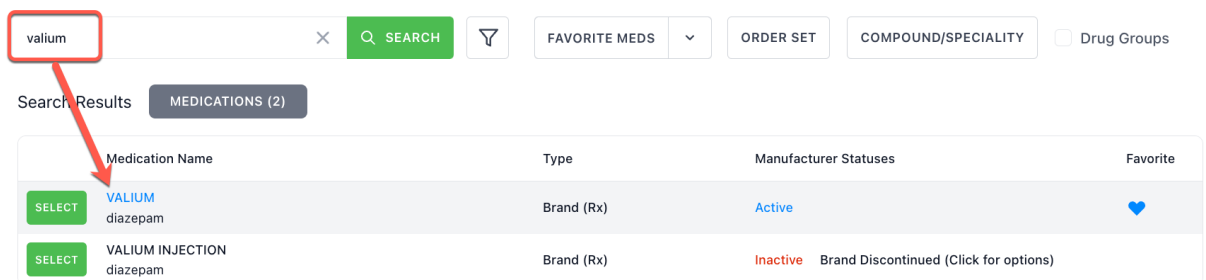 valium SEARCH FAVORITE MEDS ORDER SET COMPOUND/SPECIALITY Drug Groups
Search Results MEDICATIONS (2)
Medication Name Type Manufacturer Statuses Favorite
SELECT VALIUM Brand (Rx) Active
diazepam
SELECT VALIUM INJECTION Brand (Rx) Inactive Brand Discontinued (Click for options)
diazepam